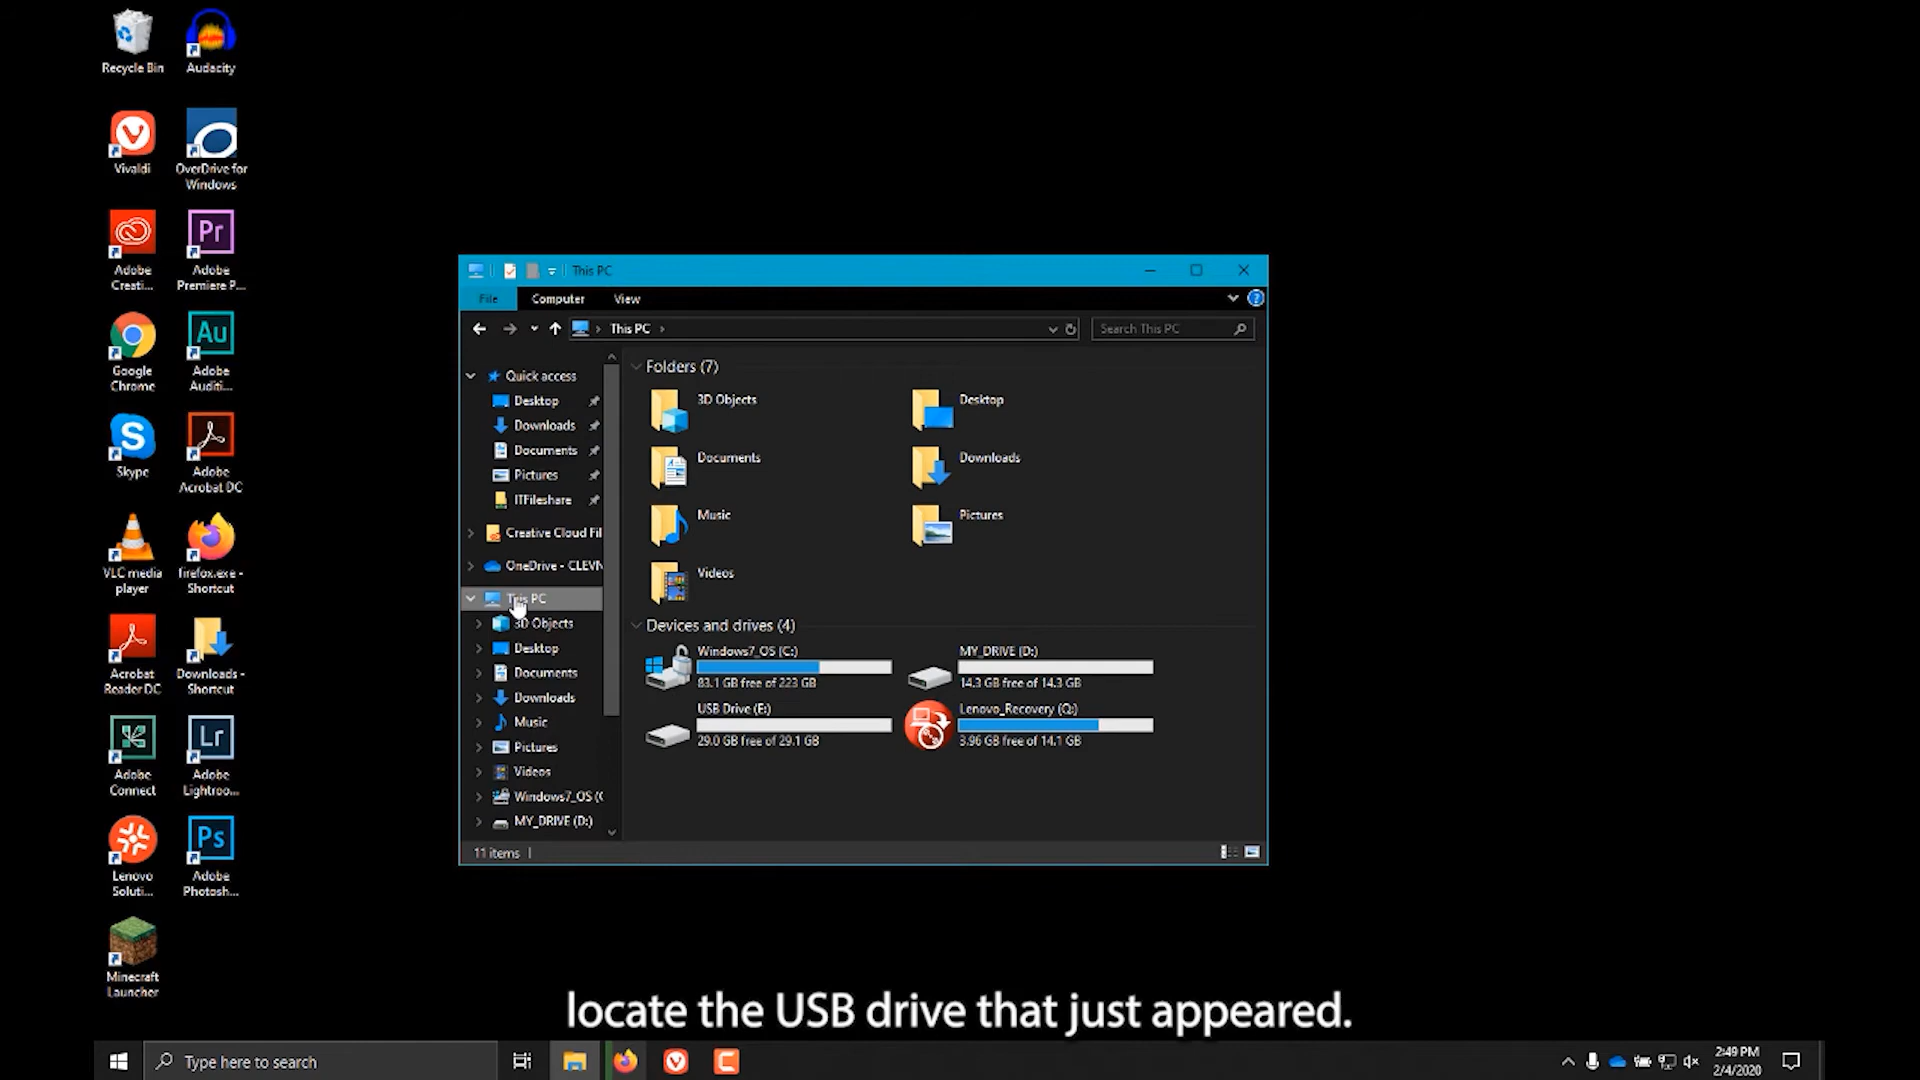 Recycle Bin
Audacity
Vivaldi
OverDrive for
Windows
Adobe
Creati...
Adobe
Premiere P...
Google
Chrome
Adobe
Auditi...
Skype
Adobe
Acrobat DC
VLC media
player
firefox.exe -
Shortcut
Acrobat
Reader DC
Downloads -
Shortcut
Adobe
Connect
Adobe
Lightroo...
Lenovo
Soluti...
Adobe
Photosh...
Minecraft
Launcher
Pr
Au
Lr
Ps
This PC
File
Computer
View
This PC
Search This PC
Quick access
Desktop
Downloads
Documents
Pictures
ITFileshare
Creative Cloud Fil
OneDrive - CLEVN
This PC
3D Objects
Desktop
Documents
Downloads
Music
Pictures
Videos
Windows7_OS (C
MY_DRIVE (D:)
Folders (7)
3D Objects
Desktop
Documents
Downloads
Music
Pictures
Videos
Devices and drives (4)
Windows7_OS (C:)
83.1 GB free of 223 GB
MY_DRIVE (D:)
14.3 GB free of 14.3 GB
USB Drive (E:)
29.0 GB free of 29.1 GB
Lenovo_Recovery (Q:)
3.96 GB free of 14.1 GB
11 items
locate the USB drive that just appeared.
Type here to search
2:49 PM
2/4/2020